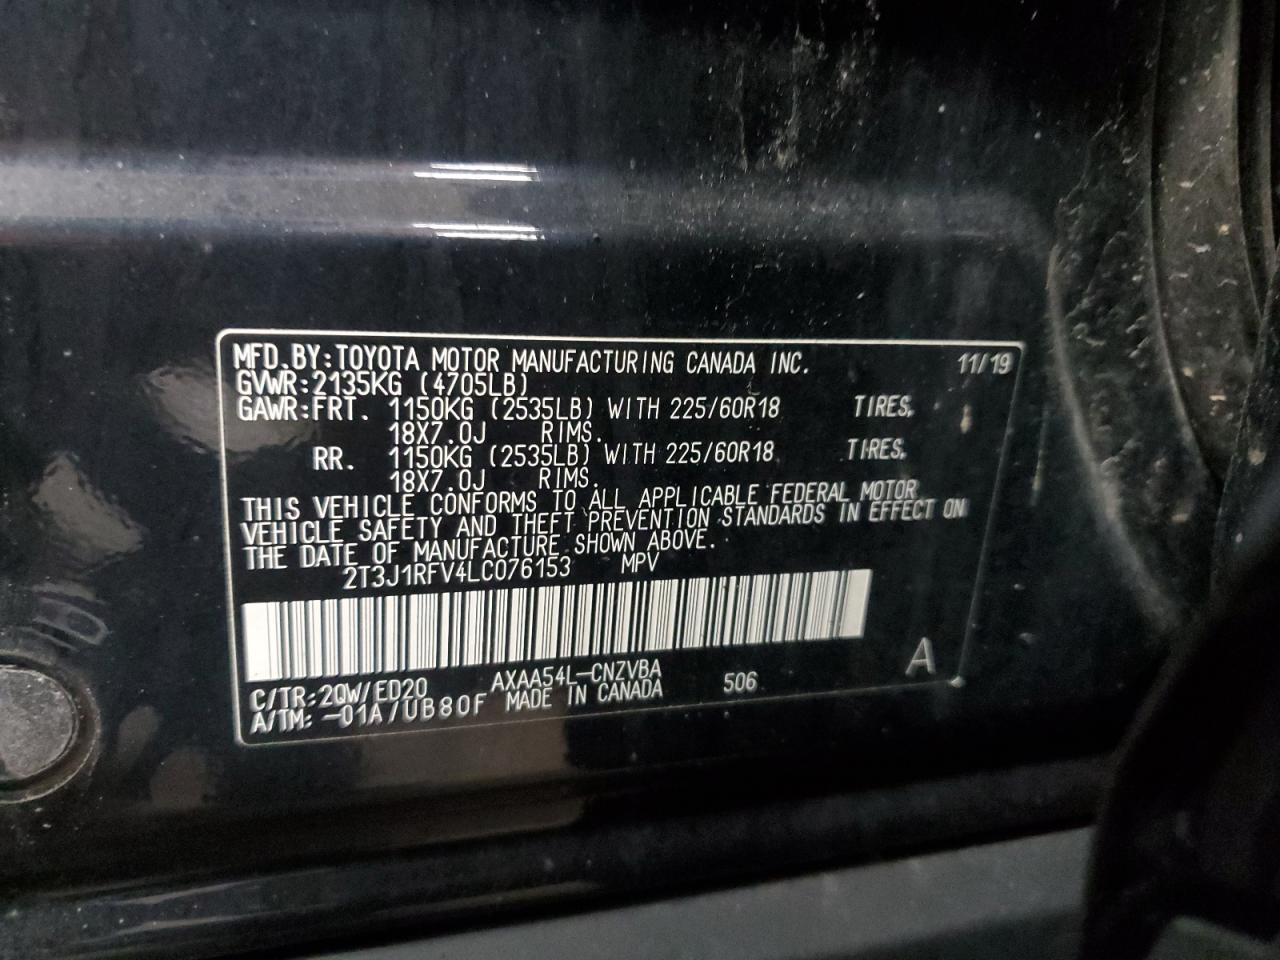 MFD.BY:TOYOTA MOTOR MANUFACTURING CANADA INC. 11/19
GVWR:2135KG (4705LB)
GAWR:FRT. 1150KG (2535LB) WITH 225/60R18 TIRES,
18X7.0J RIMS.
RR. 1150KG (2535LB) WITH 225/60R18 TIRES,
18X7.0J RIMS.
THIS VEHICLE CONFORMS TO ALL APPLICABLE FEDERAL MOTOR
VEHICLE SAFETY AND THEFT PREVENTION STANDARDS IN EFFECT ON
THE DATE OF MANUFACTURE SHOWN ABOVE.
2T3J1RFV4LC076153 MPV
C/TR:2QW/ED20 AXAA54L-CNZVBA 506 A
A/TM:-01A/UB80F MADE IN CANADA